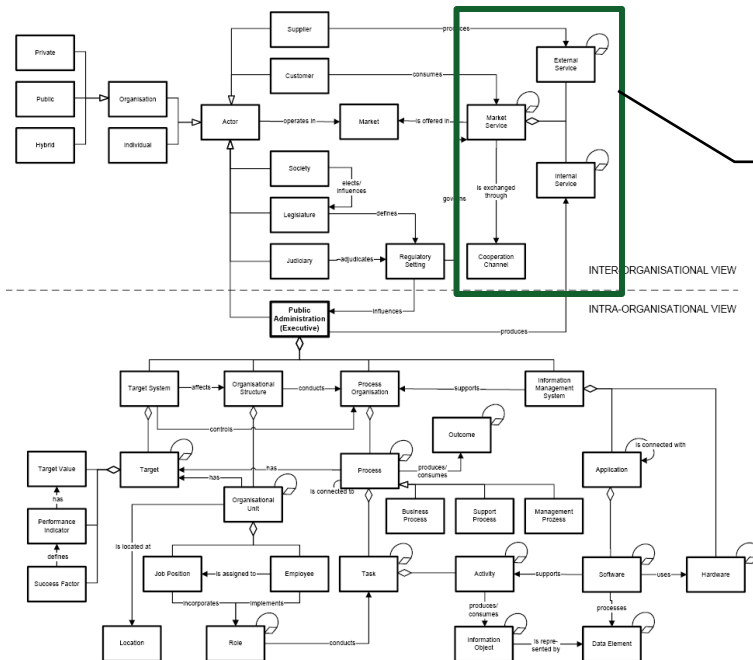 Supplier
produces
Private
External
Service
Customer
consumes
Public
Organisation
Actor
operates in
Market
is offered in
Market
Service
Hybrid
Individual
Society
elects/
influences
Internal
Service
is exchanged
through
Legislature
defines
governs
Judiciary
adjudicates
Regulatory
Setting
Cooperation
Channel
INTER-ORGANISATIONAL VIEW
INTRA-ORGANISATIONAL VIEW
Public
Administration
(Executive)
influences
produces
Target System
affects
Organisational
Structure
conducts
Process
Organisation
supports
Information
Management
System
controls
Outcome
is connected with
Target Value
Target
has
Process
produces/
consumes
Application
has
has
Organisational
Unit
is connected to
Performance
Indicator
Business
Process
Support
Process
Management
Prozess
defines
is located at
Success Factor
Job Position
is assigned to
Employee
Task
Activity
supports
Software
uses
Hardware
incorporates
implements
produces/
consumes
processes
Location
Role
conducts
Information
Object
is repre-
sented by
Data Element